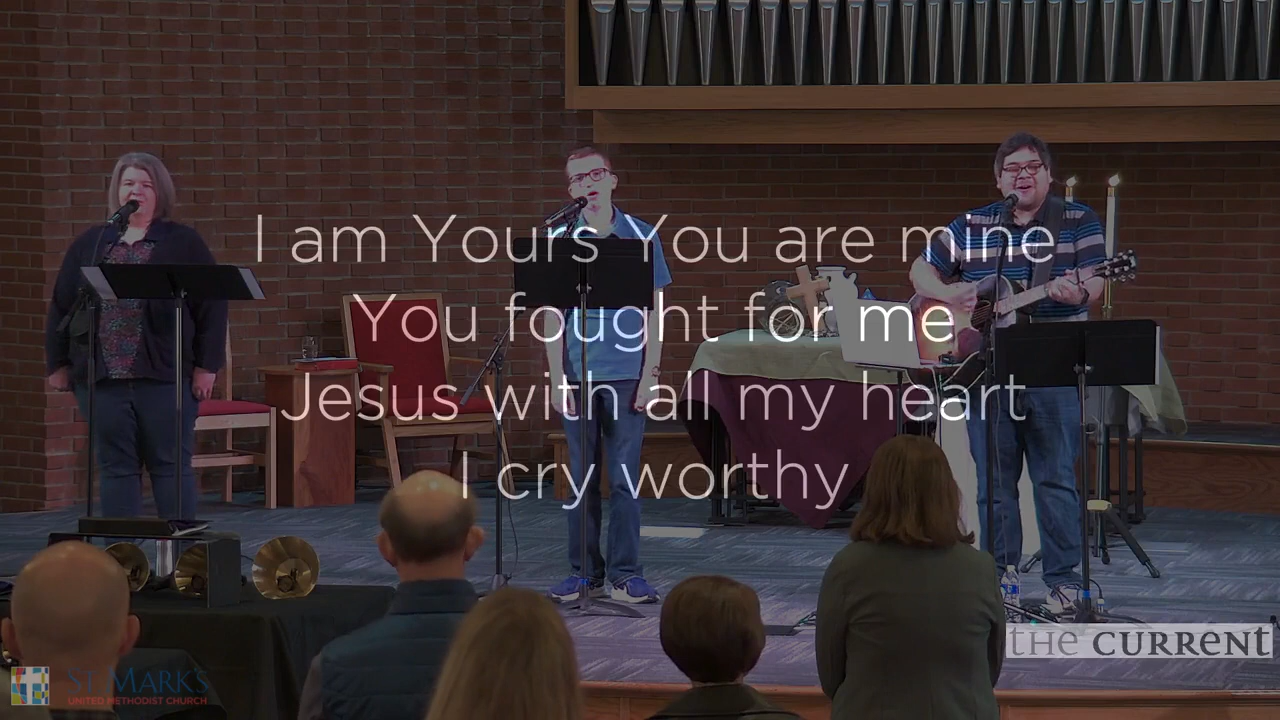 I am Yours You are mine
You fought for me
Jesus with all my heart
I cry worthy
the CURRENT
ST. MARK'S
UNITED METHODIST CHURCH